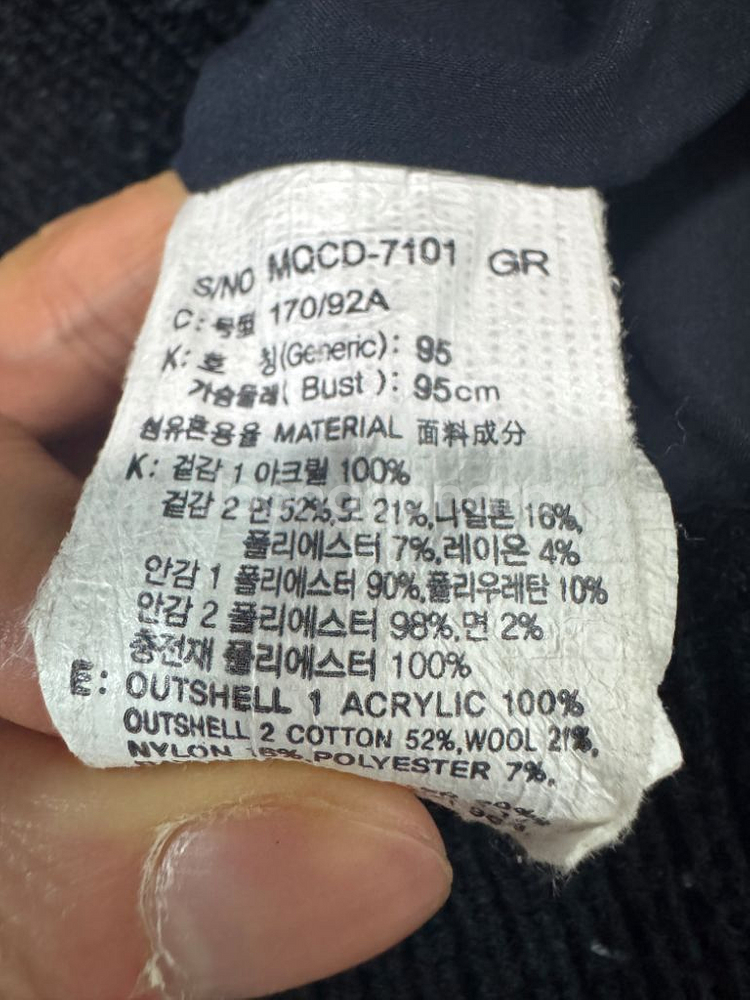 S/NO MQCD-7101 GR
C: 号型 170/92A
K: 호 칭(Generic): 95
가슴둘레( Bust ): 95cm
섬유혼용율 MATERIAL 面料成分
K: 겉감 1 아크릴 100%
겉감 2 면 52%,모 21%,나일론 16%,
폴리에스터 7%,레이온 4%
안감 1 폴리에스터 90%,폴리우레탄 10%
안감 2 폴리에스터 98%,면 2%
충전재 폴리에스터 100%
E: OUTSHELL 1 ACRYLIC 100%
OUTSHELL 2 COTTON 52%,WOOL 21%,
NYLON 16%,POLYESTER 7%,